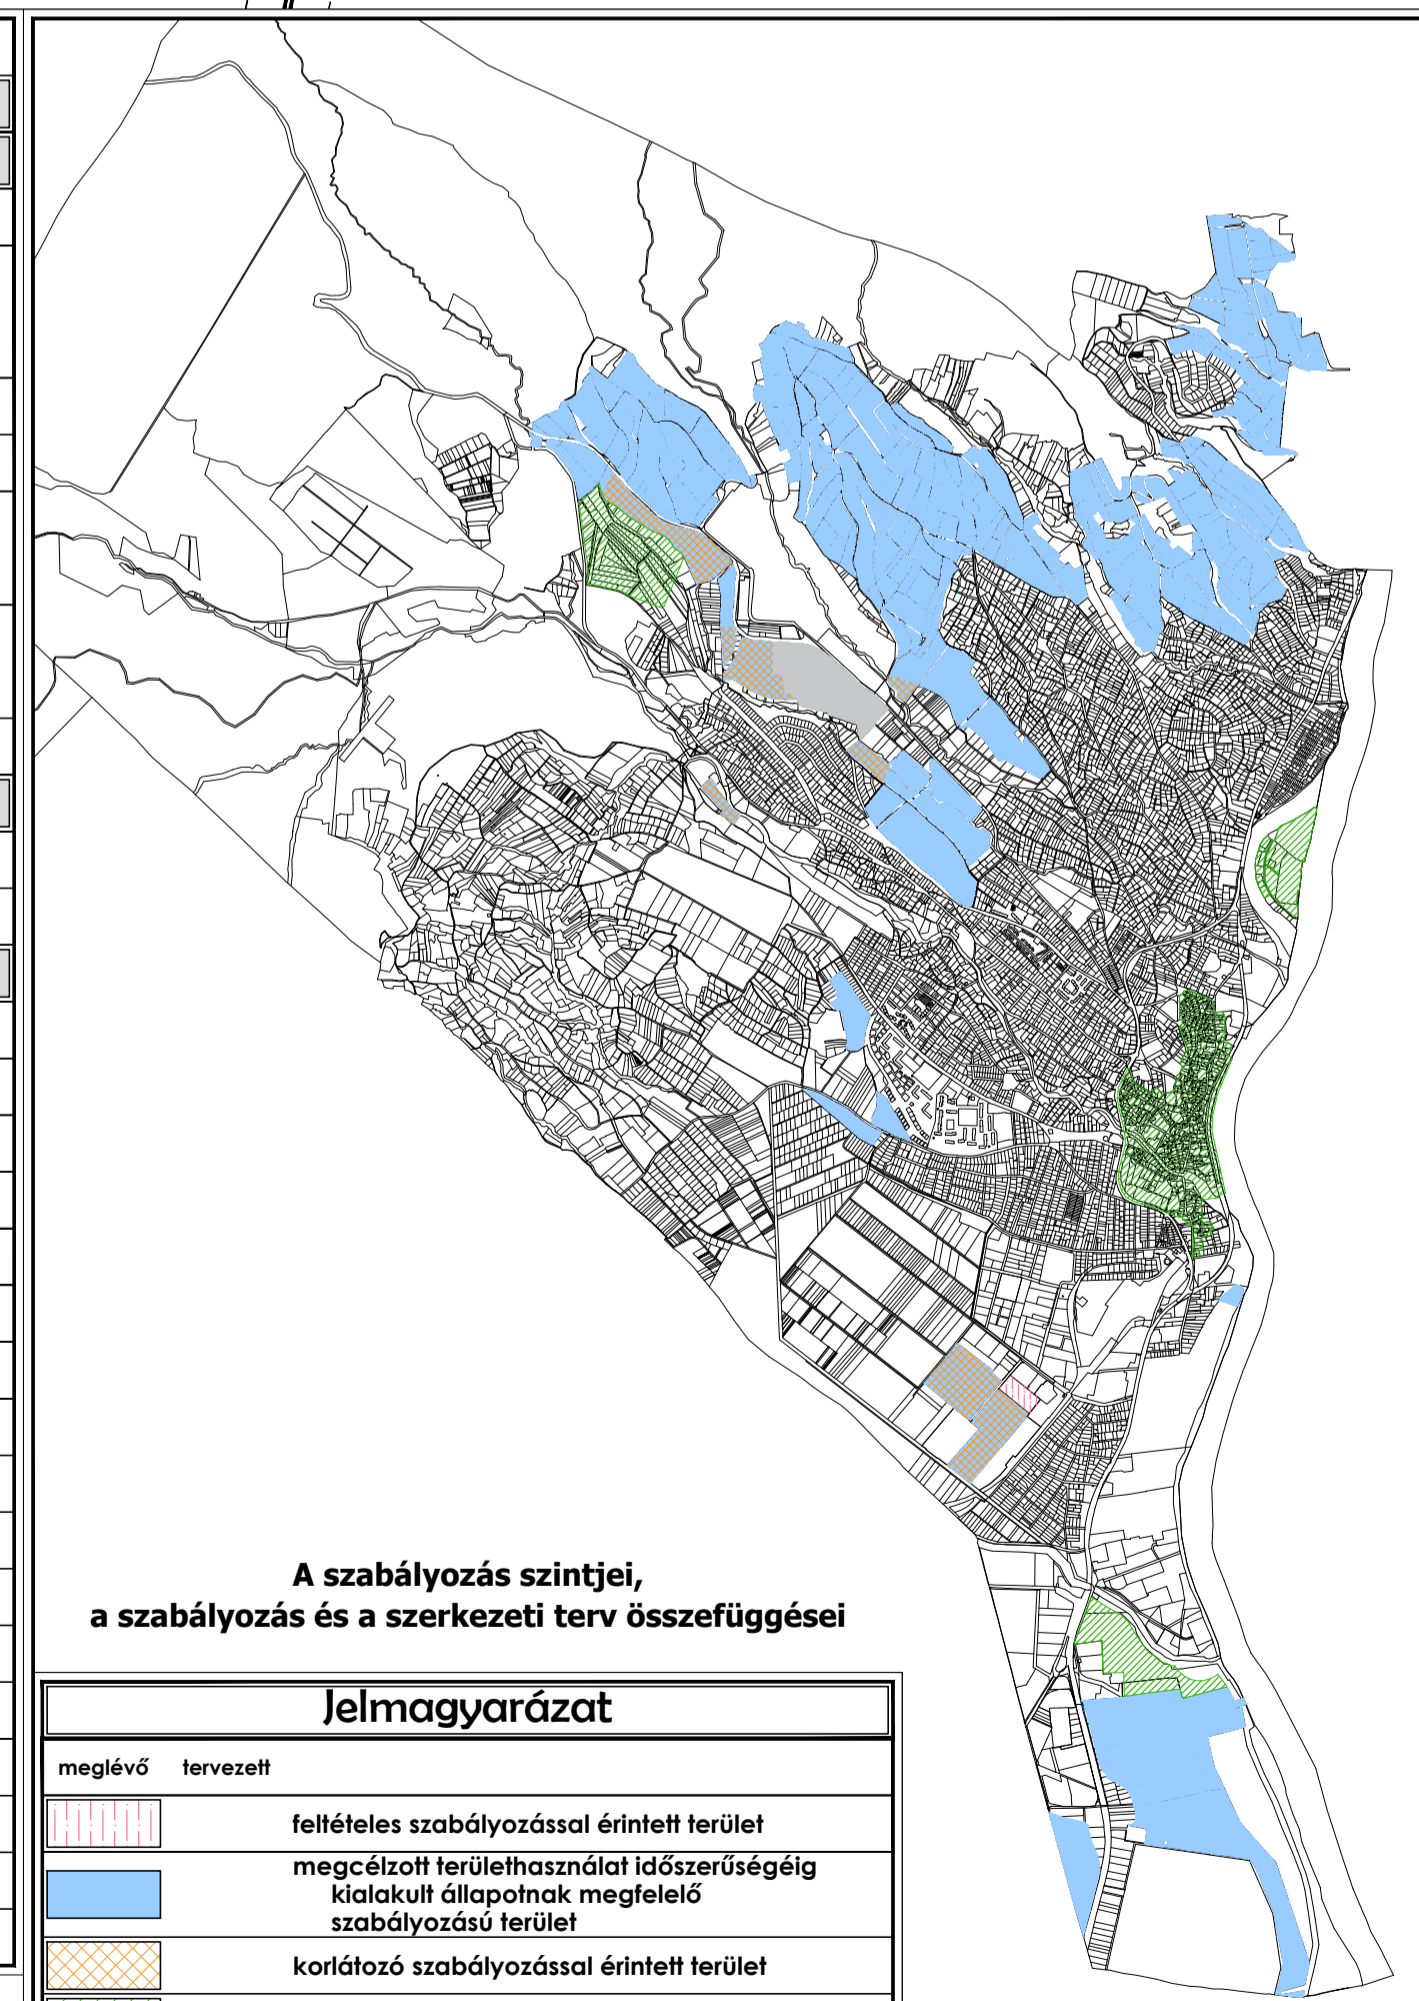 A szabályozás szintjei,
a szabályozás és a szerkezeti terv összefüggései
Jelmagyarázat
meglévő tervezett
feltételes szabályozással érintett terület
megcélzott területhasználat időszerűségéig
kialakult állapotnak megfelelő
szabályozású terület
korlátozó szabályozással érintett terület